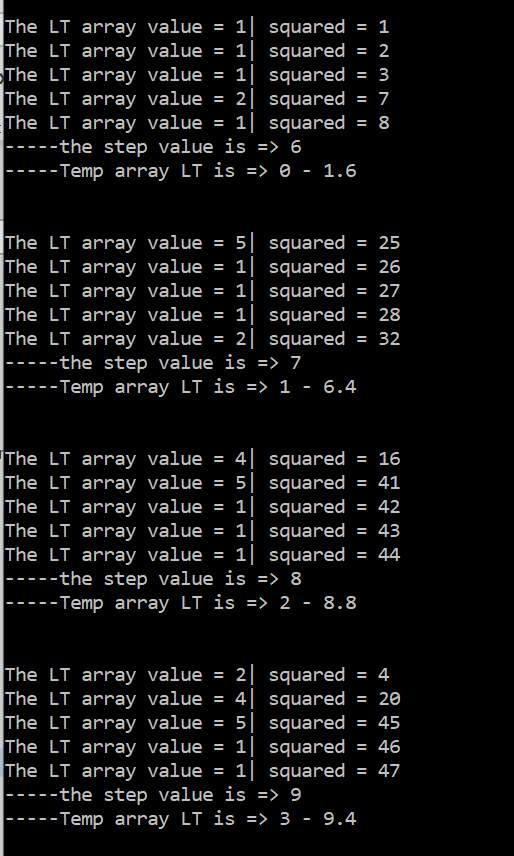 The LT array value = 1| squared = 1
The LT array value = 1| squared = 2
The LT array value = 1| squared = 3
The LT array value = 2| squared = 7
The LT array value = 1| squared = 8
-----the step value is => 6
-----Temp array LT is => 0 - 1.6
The LT array value = 5| squared = 25
The LT array value = 1| squared = 26
The LT array value = 1| squared = 27
The LT array value = 1| squared = 28
The LT array value = 2| squared = 32
-----the step value is => 7
-----Temp array LT is => 1 - 6.4
The LT array value = 4| squared = 16
The LT array value = 5| squared = 41
The LT array value = 1| squared = 42
The LT array value = 1| squared = 43
The LT array value = 1| squared = 44
-----the step value is => 8
-----Temp array LT is => 2 - 8.8
The LT array value = 2| squared = 4
The LT array value = 4| squared = 20
The LT array value = 5| squared = 45
The LT array value = 1| squared = 46
The LT array value = 1| squared = 47
-----the step value is => 9
-----Temp array LT is => 3 - 9.4